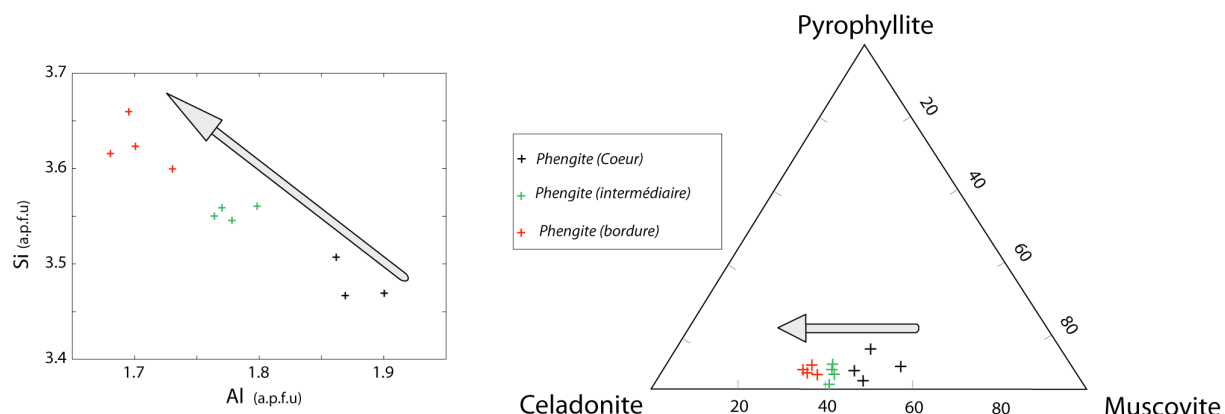 3.7
3.6
3.5
3.4
Si (a.p.f.u)
1.7
1.8
1.9
Al (a.p.f.u)
Phengite (Coeur)
Phengite (intermédiaire)
Phengite (bordure)
Pyrophyllite
20
40
60
80
Celadonite
20
40
60
80
Muscovite